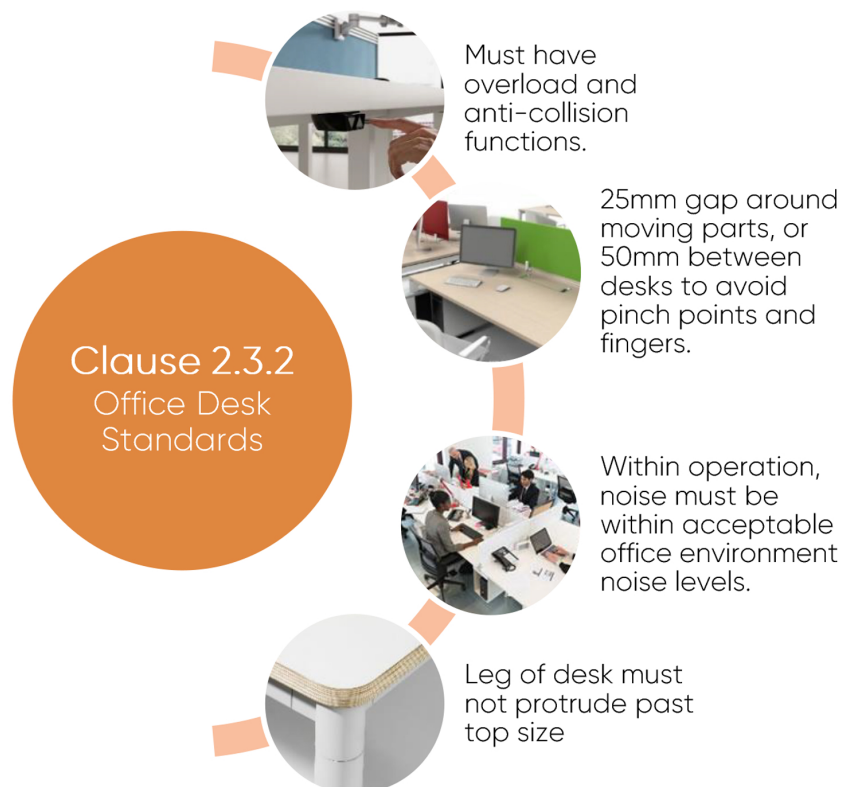 Must have
overload and
anti-collision
functions.
25mm gap around
moving parts, or
50mm between
desks to avoid
pinch points and
fingers.
Clause 2.3.2
Office Desk
Standards
Within operation,
noise must be
within acceptable
office environment
noise levels.
Leg of desk must
not protrude past
top size